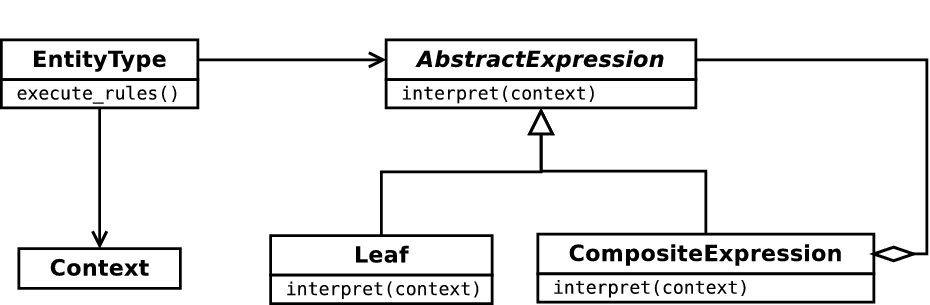 EntityType
execute_rules()
AbstractExpression
interpret(context)
Context
Leaf
interpret(context)
CompositeExpression
interpret(context)